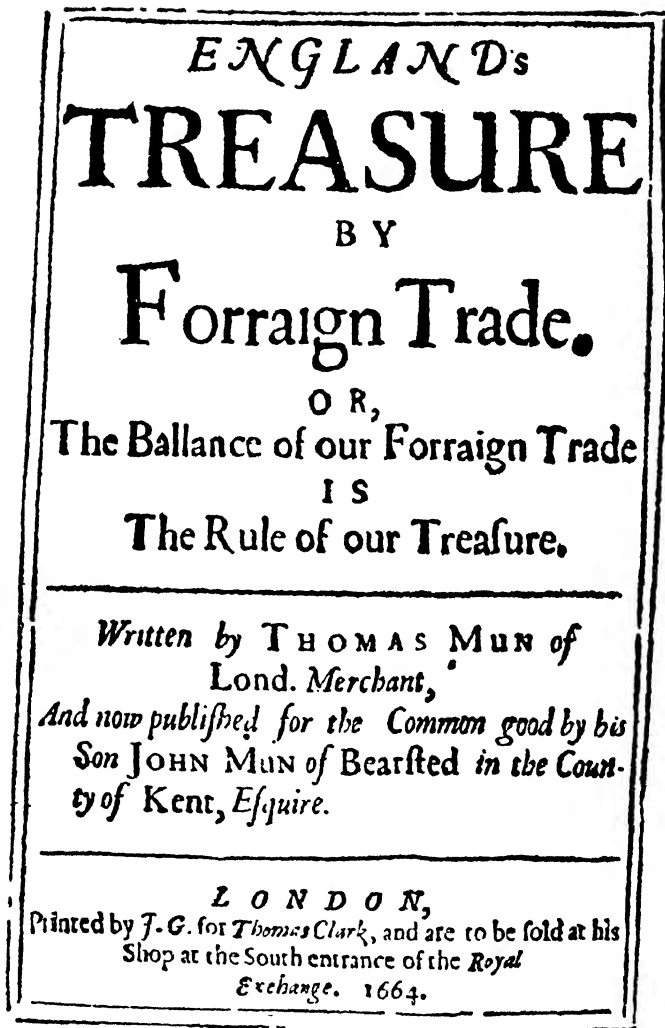 ENGLANDs
TREASURE
BY
Forraign Trade.
OR,
The Ballance of our Forraign Trade
IS
The Rule of our Treaſure.
Written by THOMAS MUN of
Lond. Merchant,
And now publiſhed for the Common good by his
Son JOHN MUN of Bearſted in the Coun-
ty of Kent, Eſquire.
LONDON,
Printed by J. G. for Thomas Clark, and are to be ſold at his
Shop at the South entrance of the Royal
Exchange. 1664.